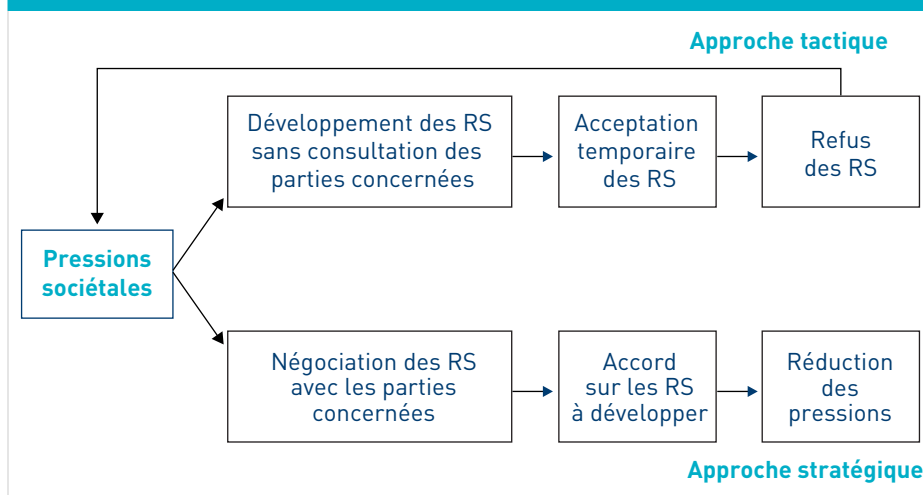 Approche tactique
Développement des RS
sans consultation des
parties concernées
Acceptation
temporaire
des RS
Refus
des RS
Pressions
sociétales
Négociation des RS
avec les parties
concernées
Accord
sur les RS
à développer
Réduction
des
pressions
Approche stratégique